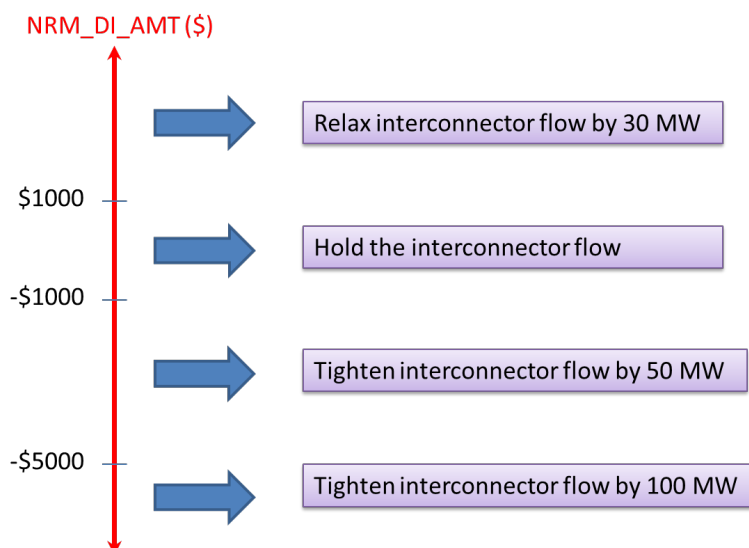 NRM_DI_AMT ($)
Relax interconnector flow by 30 MW
$1000
Hold the interconnector flow
-$1000
Tighten interconnector flow by 50 MW
-$5000
Tighten interconnector flow by 100 MW